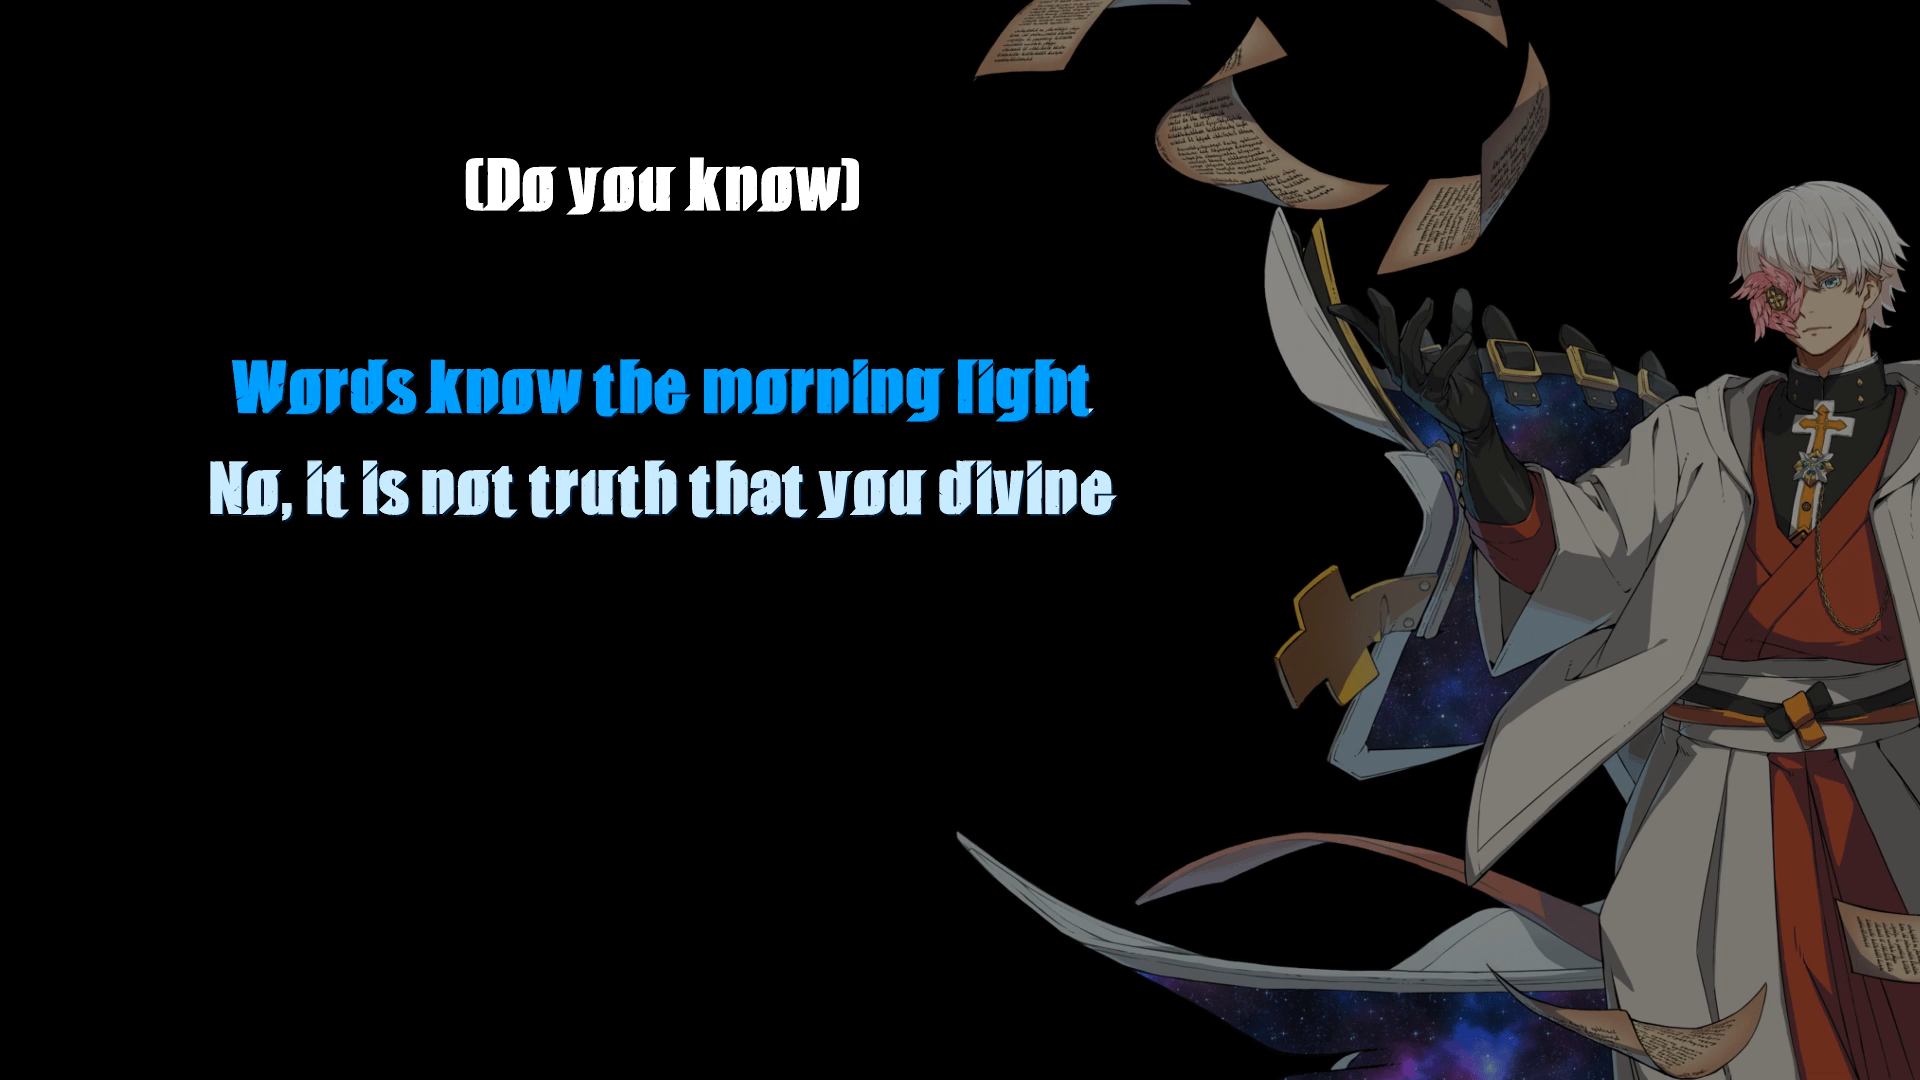 (Do you know)
Words know the morning light,
No, it is not truth that you divine